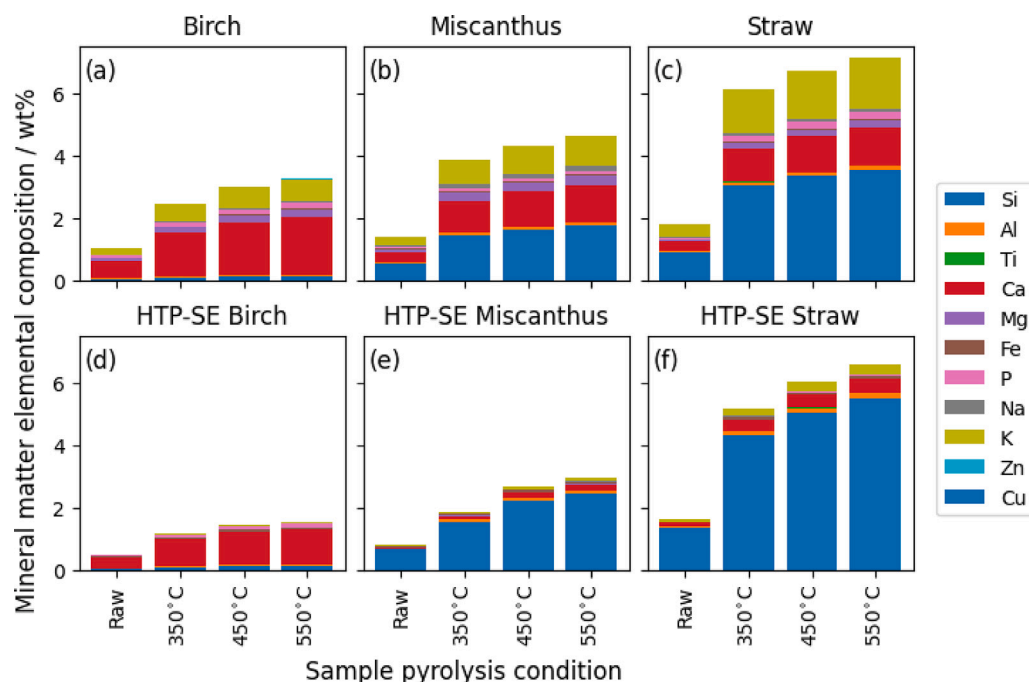 Birch
Miscanthus
Straw
(a)
(b)
(c)
6
4
2
0
HTP-SE Birch
HTP-SE Miscanthus
HTP-SE Straw
(d)
(e)
(f)
6
4
2
0
Raw
350°C
450°C
550°C
Raw
350°C
450°C
550°C
Raw
350°C
450°C
550°C
Mineral matter elemental composition / wt%
Sample pyrolysis condition
Si
Al
Ti
Ca
Mg
Fe
P
Na
K
Zn
Cu